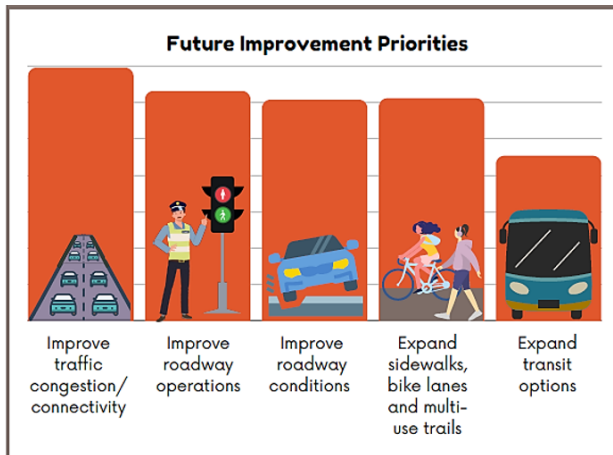 Future Improvement Priorities
Improve
traffic
congestion/
connectivity
Improve
roadway
operations
Improve
roadway
conditions
Expand
sidewalks,
bike lanes
and multi-
use trails
Expand
transit
options